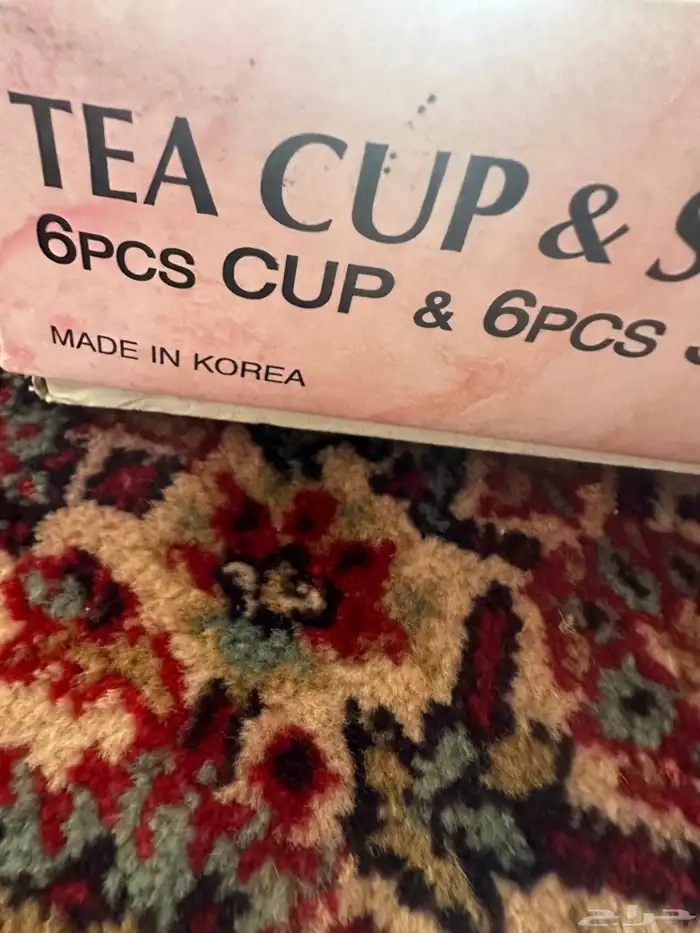 TEA CUP & S
6PCS CUP & 6PCS
MADE IN KOREA
حراج